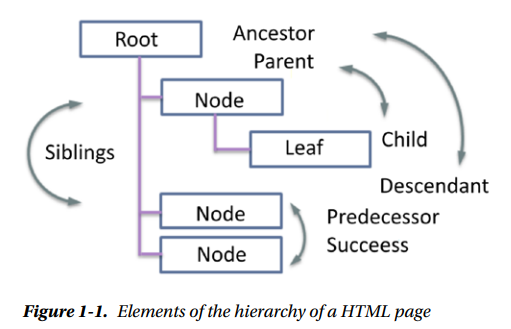 Root
Ancestor
Parent
Node
Siblings
Leaf
Child
Descendant
Node
Predecessor
Succeess
Node
Figure 1-1. Elements of the hierarchy of a HTML page